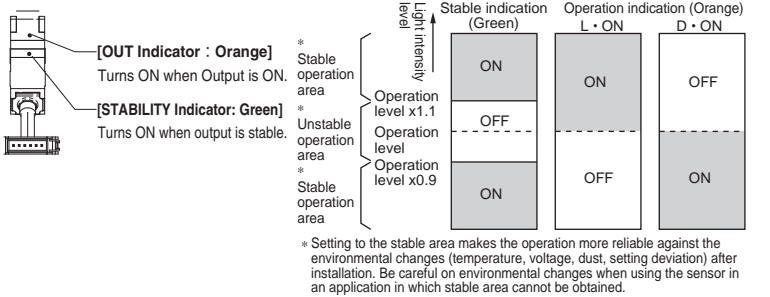 [OUT Indicator : Orange]
Turns ON when Output is ON.
[STABILITY Indicator: Green]
Turns ON when output is stable.
Light intensity
level
Stable indication
(Green)
Operation indication (Orange)
L・ON
D・ON
*
Stable
operation
area
*
Unstable
operation
area
*
Stable
operation
area
Operation
level x1.1
Operation
level
Operation
level x0.9
ON
OFF
ON
ON
OFF
OFF
ON
* Setting to the stable area makes the operation more reliable against the
environmental changes (temperature, voltage, dust, setting deviation) after
installation. Be careful on environmental changes when using the sensor in
an application in which stable area cannot be obtained.